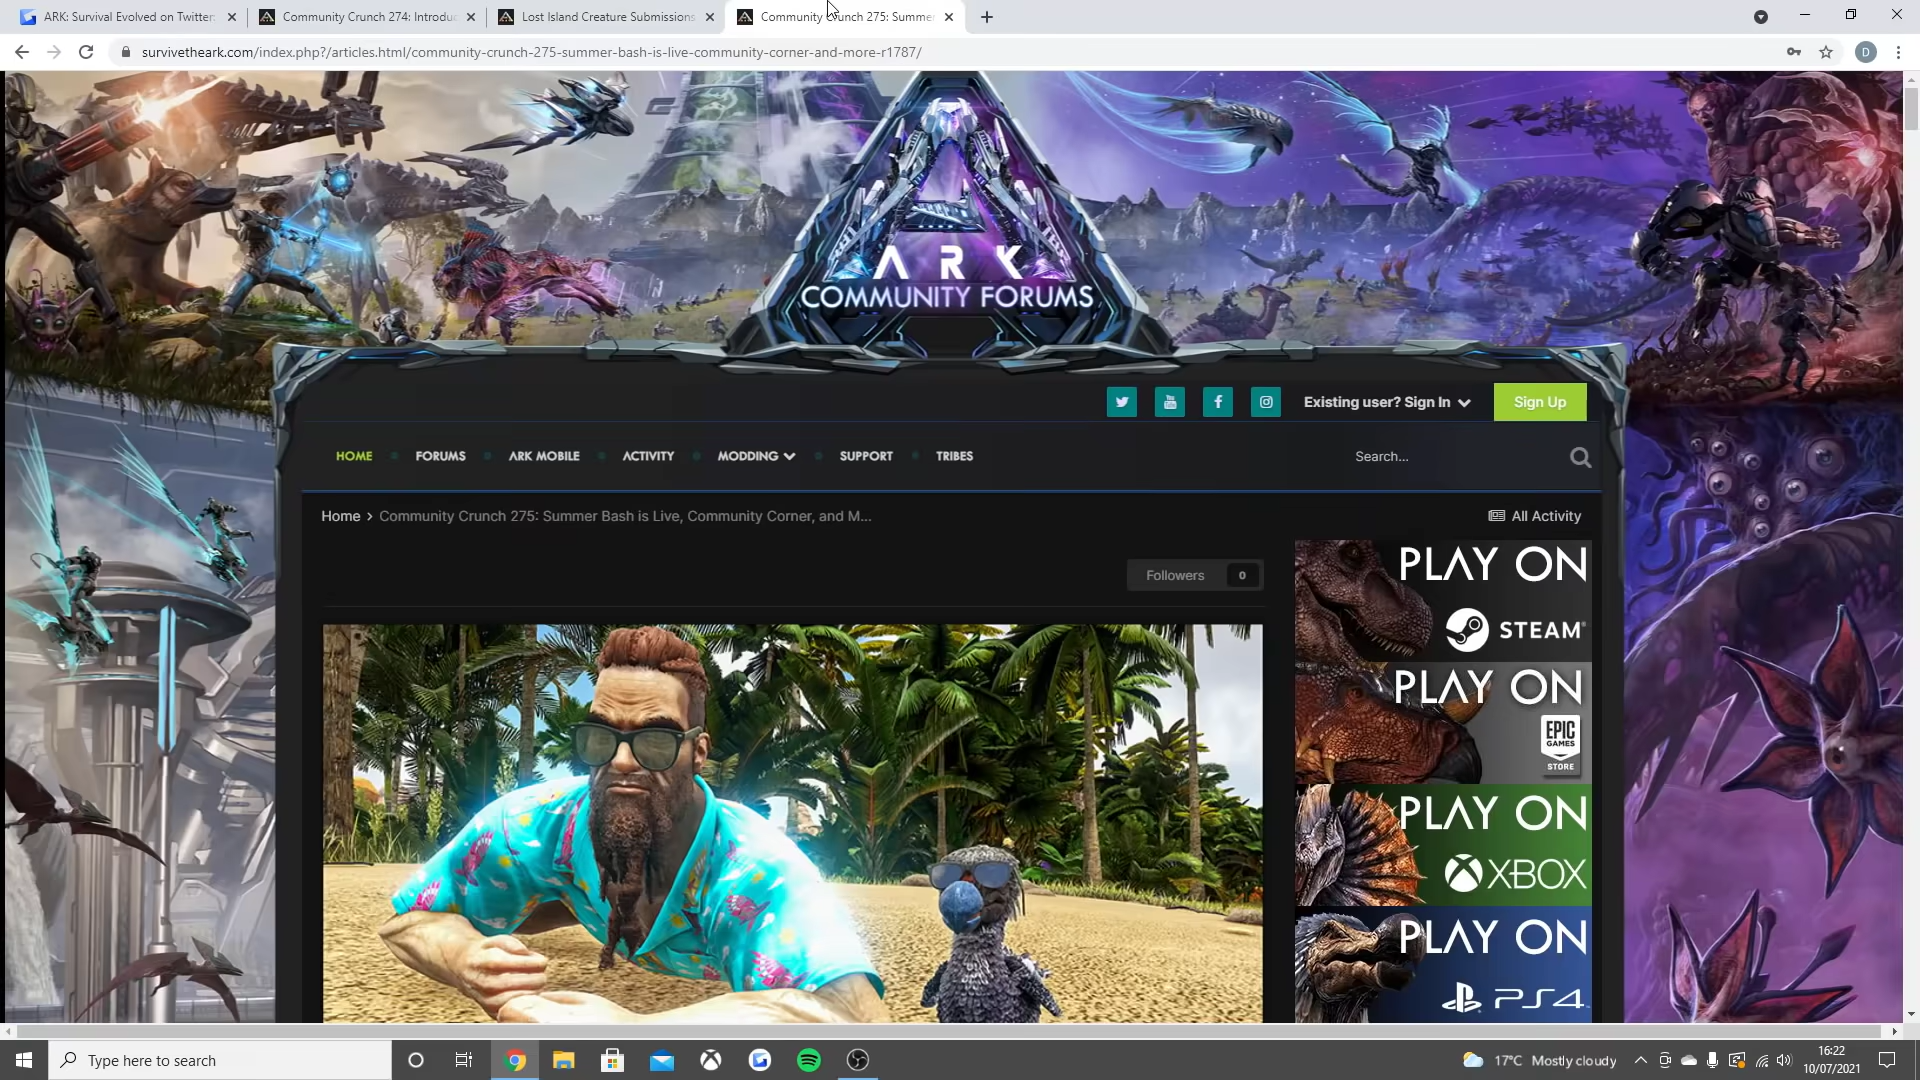 ARK: Survival Evolved on Twitter:
Community Crunch 274: Introduc
Lost Island Creature Submissions
Community Crunch 275: Summer
survivetheark.com/index.php?/articles.html/community-crunch-275-summer-bash-is-live-community-corner-and-more-r1787/
D
ARK
COMMUNITY FORUMS
Existing user? Sign In
Sign Up
HOME
FORUMS
ARK MOBILE
ACTIVITY
MODDING
SUPPORT
TRIBES
Search...
Home > Community Crunch 275: Summer Bash is Live, Community Corner, and M...
All Activity
Followers 0
PLAY ON
STEAM
PLAY ON
EPIC
GAMES
STORE
PLAY ON
XBOX
PLAY ON
PS4
Type here to search
17°C Mostly cloudy
16:22
10/07/2021